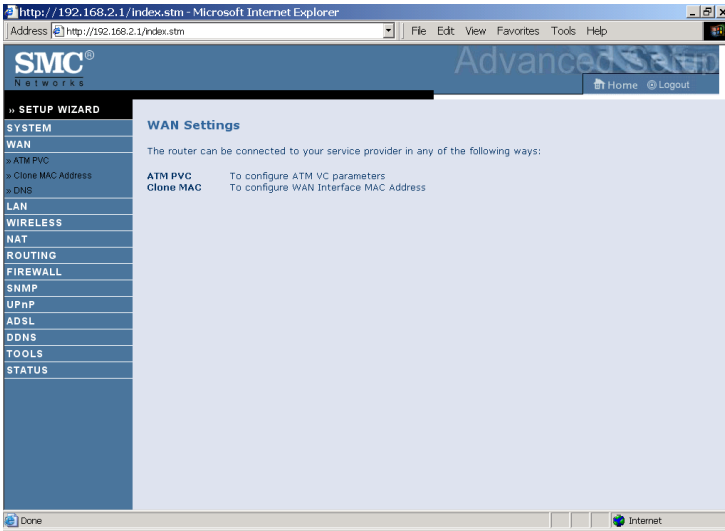 http://192.168.2.1/index.stm - Microsoft Internet Explorer
Address http://192.168.2.1/index.stm File Edit View Favorites Tools Help
SMC®
Networks
Advanced Setup
Home Logout
» SETUP WIZARD
SYSTEM
WAN
» ATM PVC
» Clone MAC Address
» DNS
LAN
WIRELESS
NAT
ROUTING
FIREWALL
SNMP
UPnP
ADSL
DDNS
TOOLS
STATUS
WAN Settings
The router can be connected to your service provider in any of the following ways:
ATM PVC To configure ATM VC parameters
Clone MAC To configure WAN Interface MAC Address
Done Internet